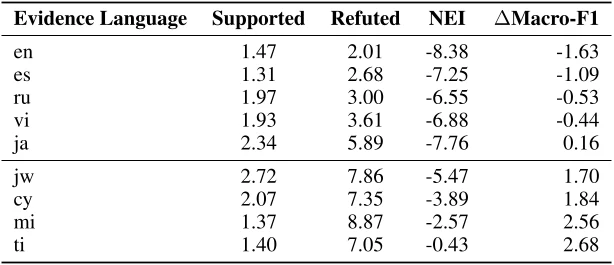 Evidence Language Supported Refuted NEI ΔMacro-F1
en 1.47 2.01 -8.38 -1.63
es 1.31 2.68 -7.25 -1.09
ru 1.97 3.00 -6.55 -0.53
vi 1.93 3.61 -6.88 -0.44
ja 2.34 5.89 -7.76 0.16
jw 2.72 7.86 -5.47 1.70
cy 2.07 7.35 -3.89 1.84
mi 1.37 8.87 -2.57 2.56
ti 1.40 7.05 -0.43 2.68